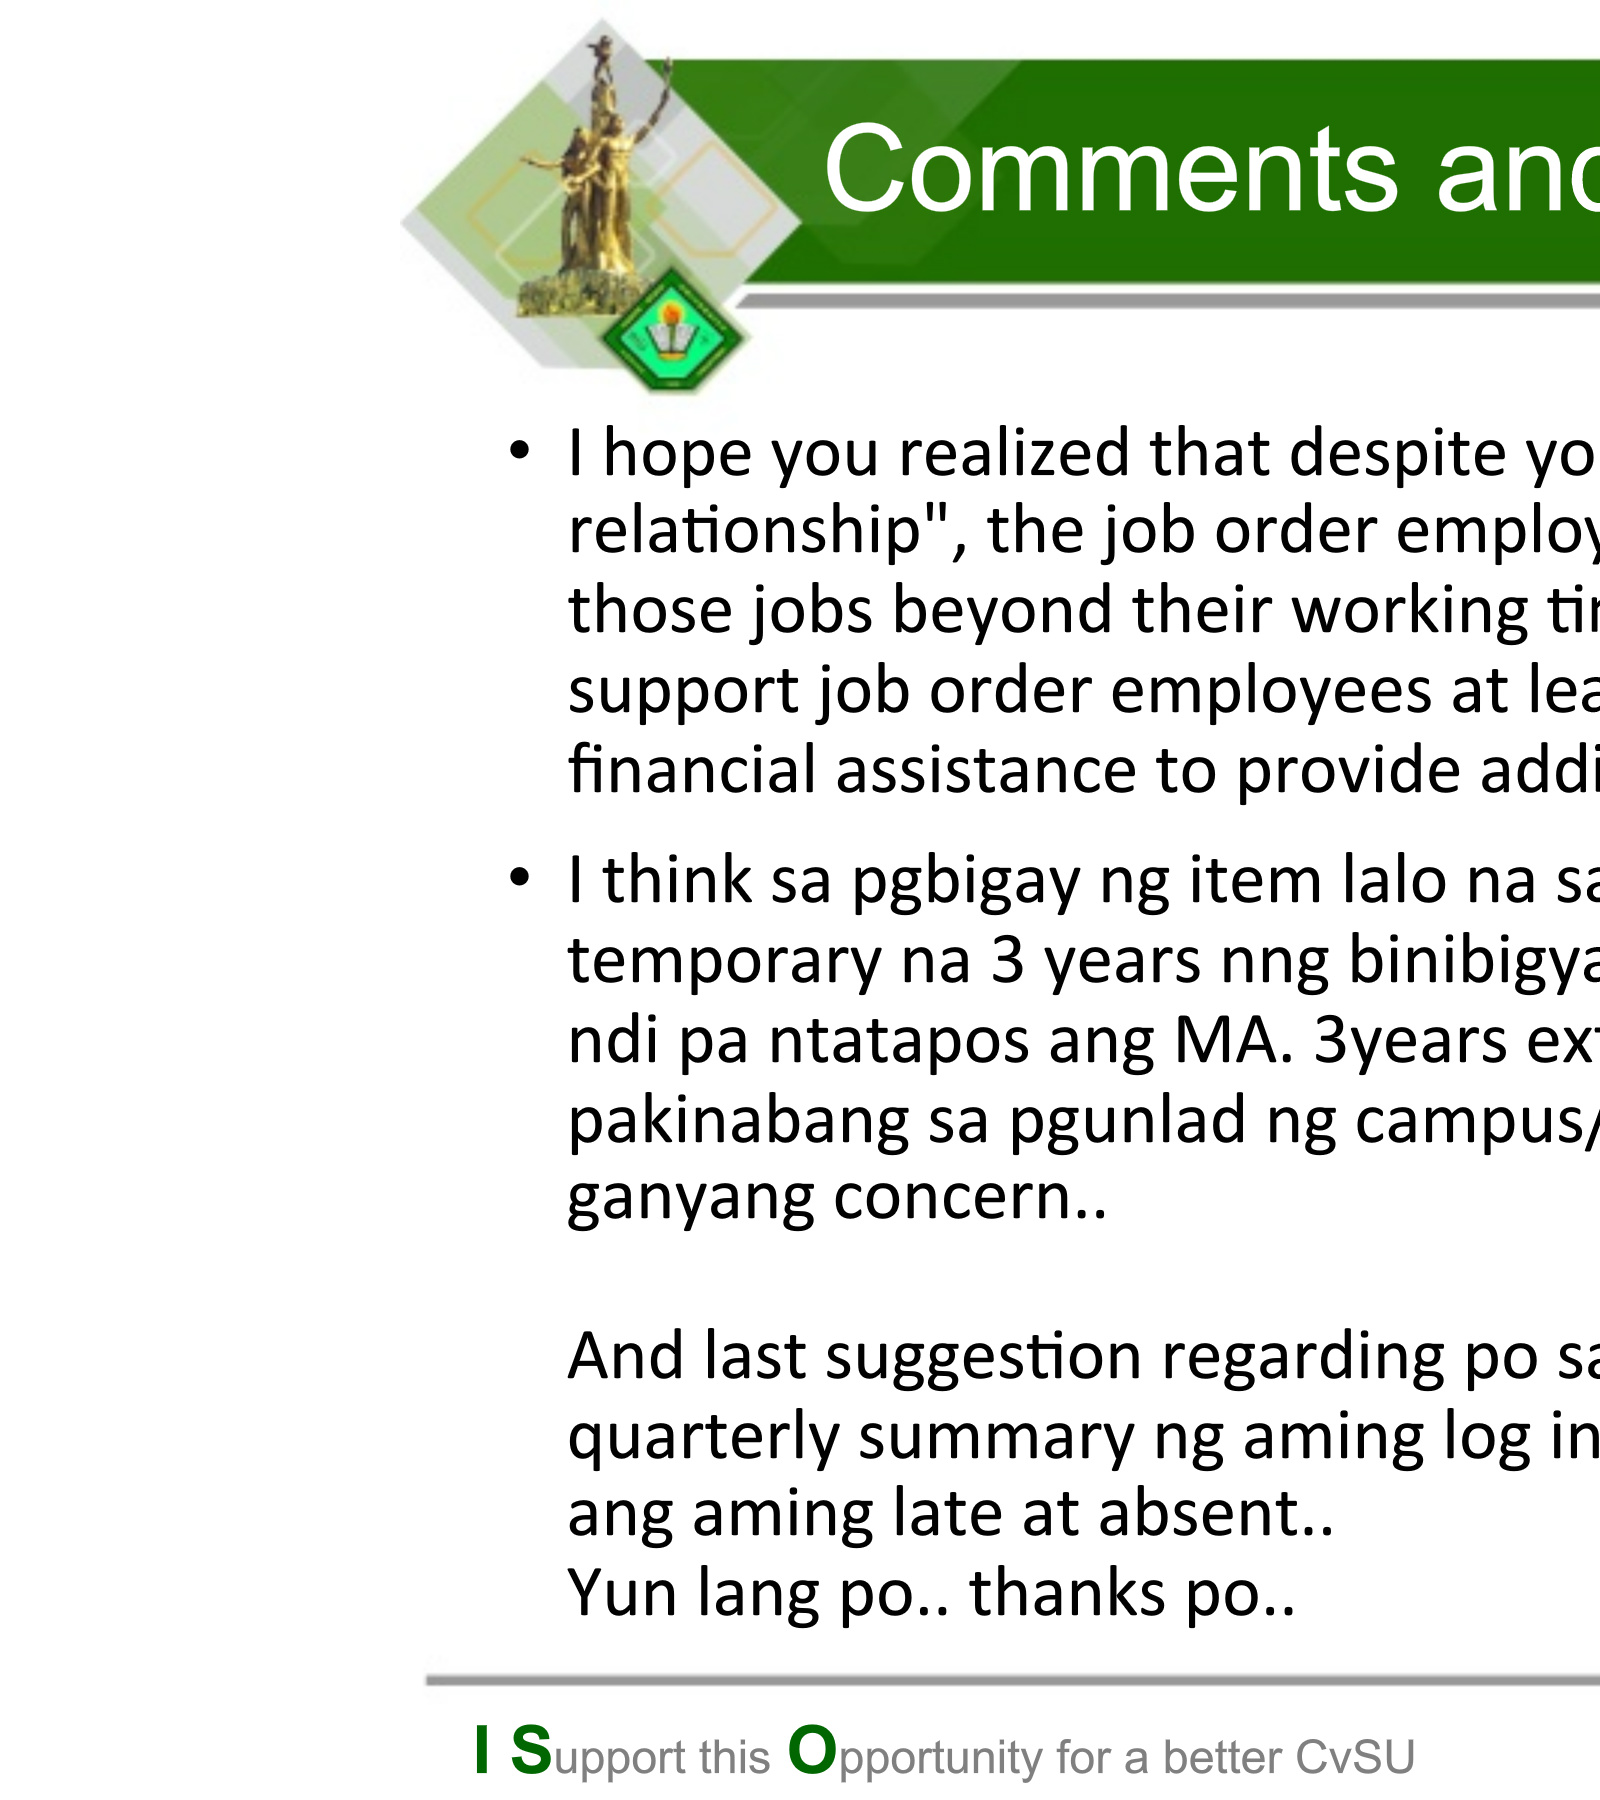 Comments and
• I hope you realized that despite yo
relationship", the job order employ
those jobs beyond their working
support job order employees at
financial assistance to provide
• I think sa pgbigay ng item lalo na sa
temporary na 3 years nng binibigya
ndi pa ntatapos ang MA. 3years
pakinabang sa pgunlad ng campus/
ganyang concern..
And last suggestion regarding po sa
quarterly summary ng aming log in
ang aming late at absent..
Yun lang po.. thanks po..
I Support this Opportunity for a better CvSU